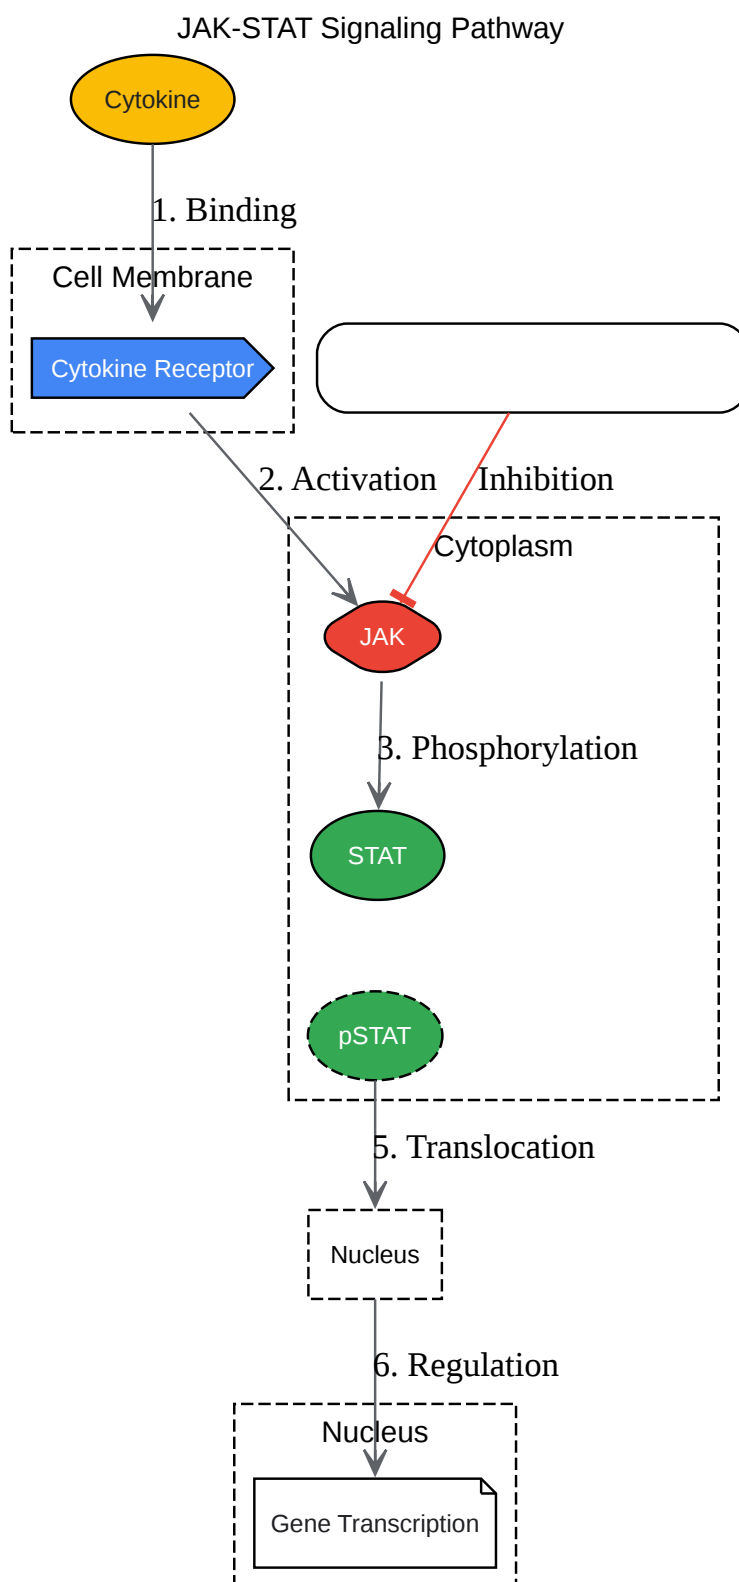 JAK-STAT Signaling Pathway
Cytokine
1. Binding
Cell Membrane
Cytokine Receptor
2. Activation
Inhibition
Cytoplasm
JAK
3. Phosphorylation
STAT
pSTAT
5. Translocation
Nucleus
6. Regulation
Nucleus
Gene Transcription